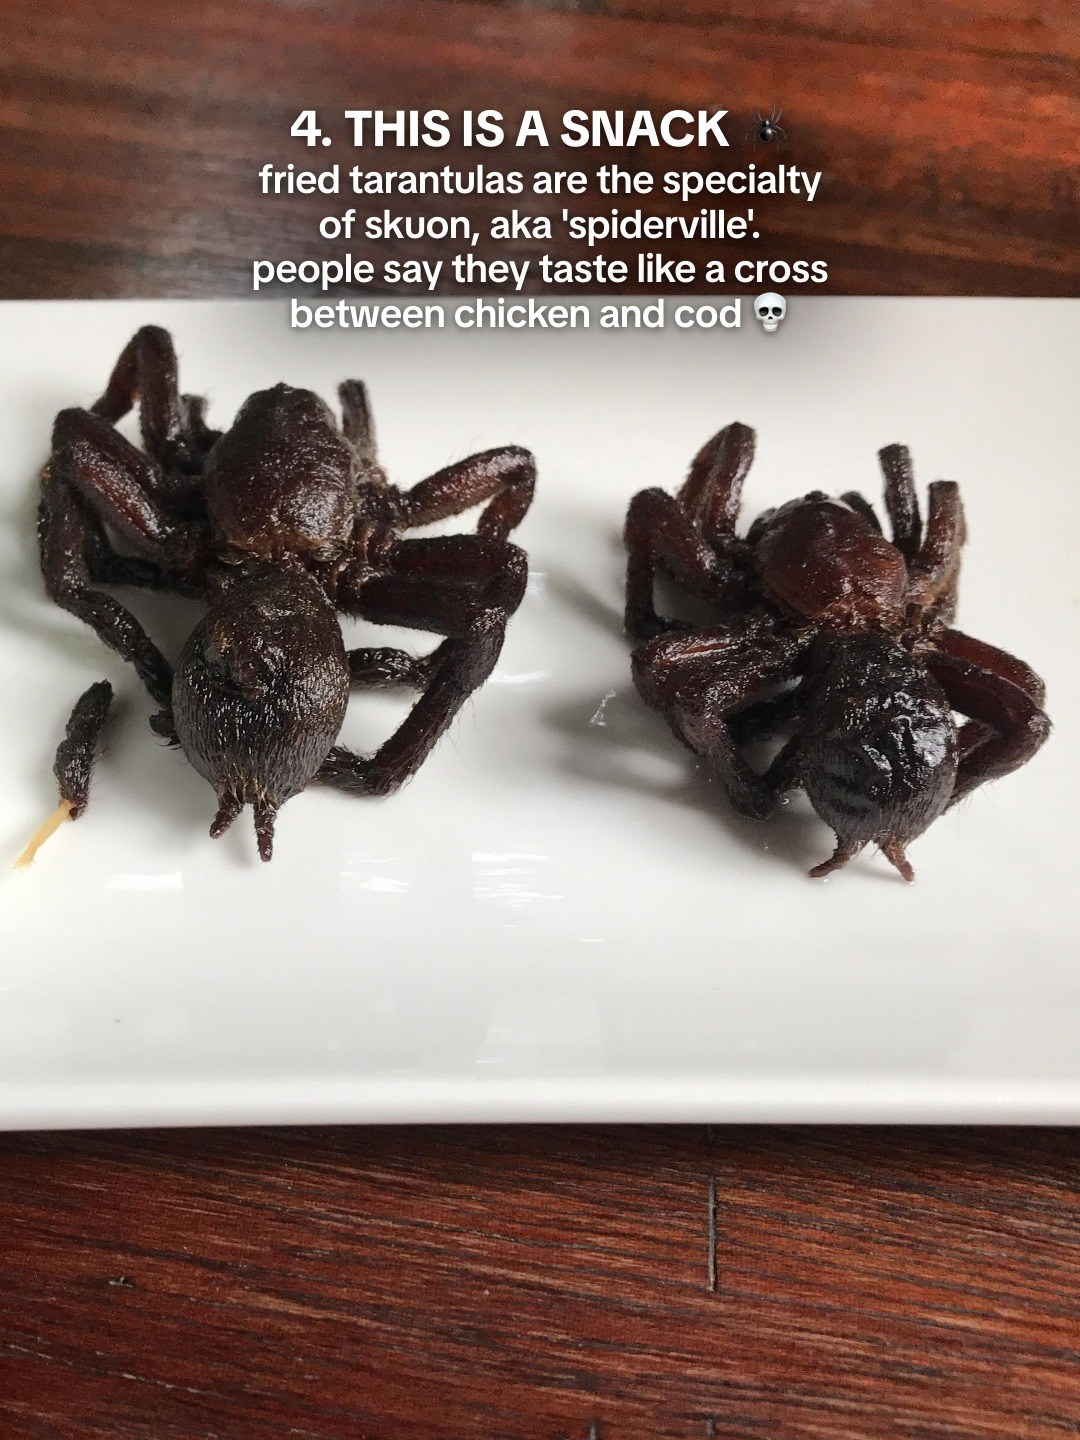 4. THIS IS A SNACK 🕷️
fried tarantulas are the specialty
of skuon, aka 'spiderville'.
people say they taste like a cross
between chicken and cod 💀